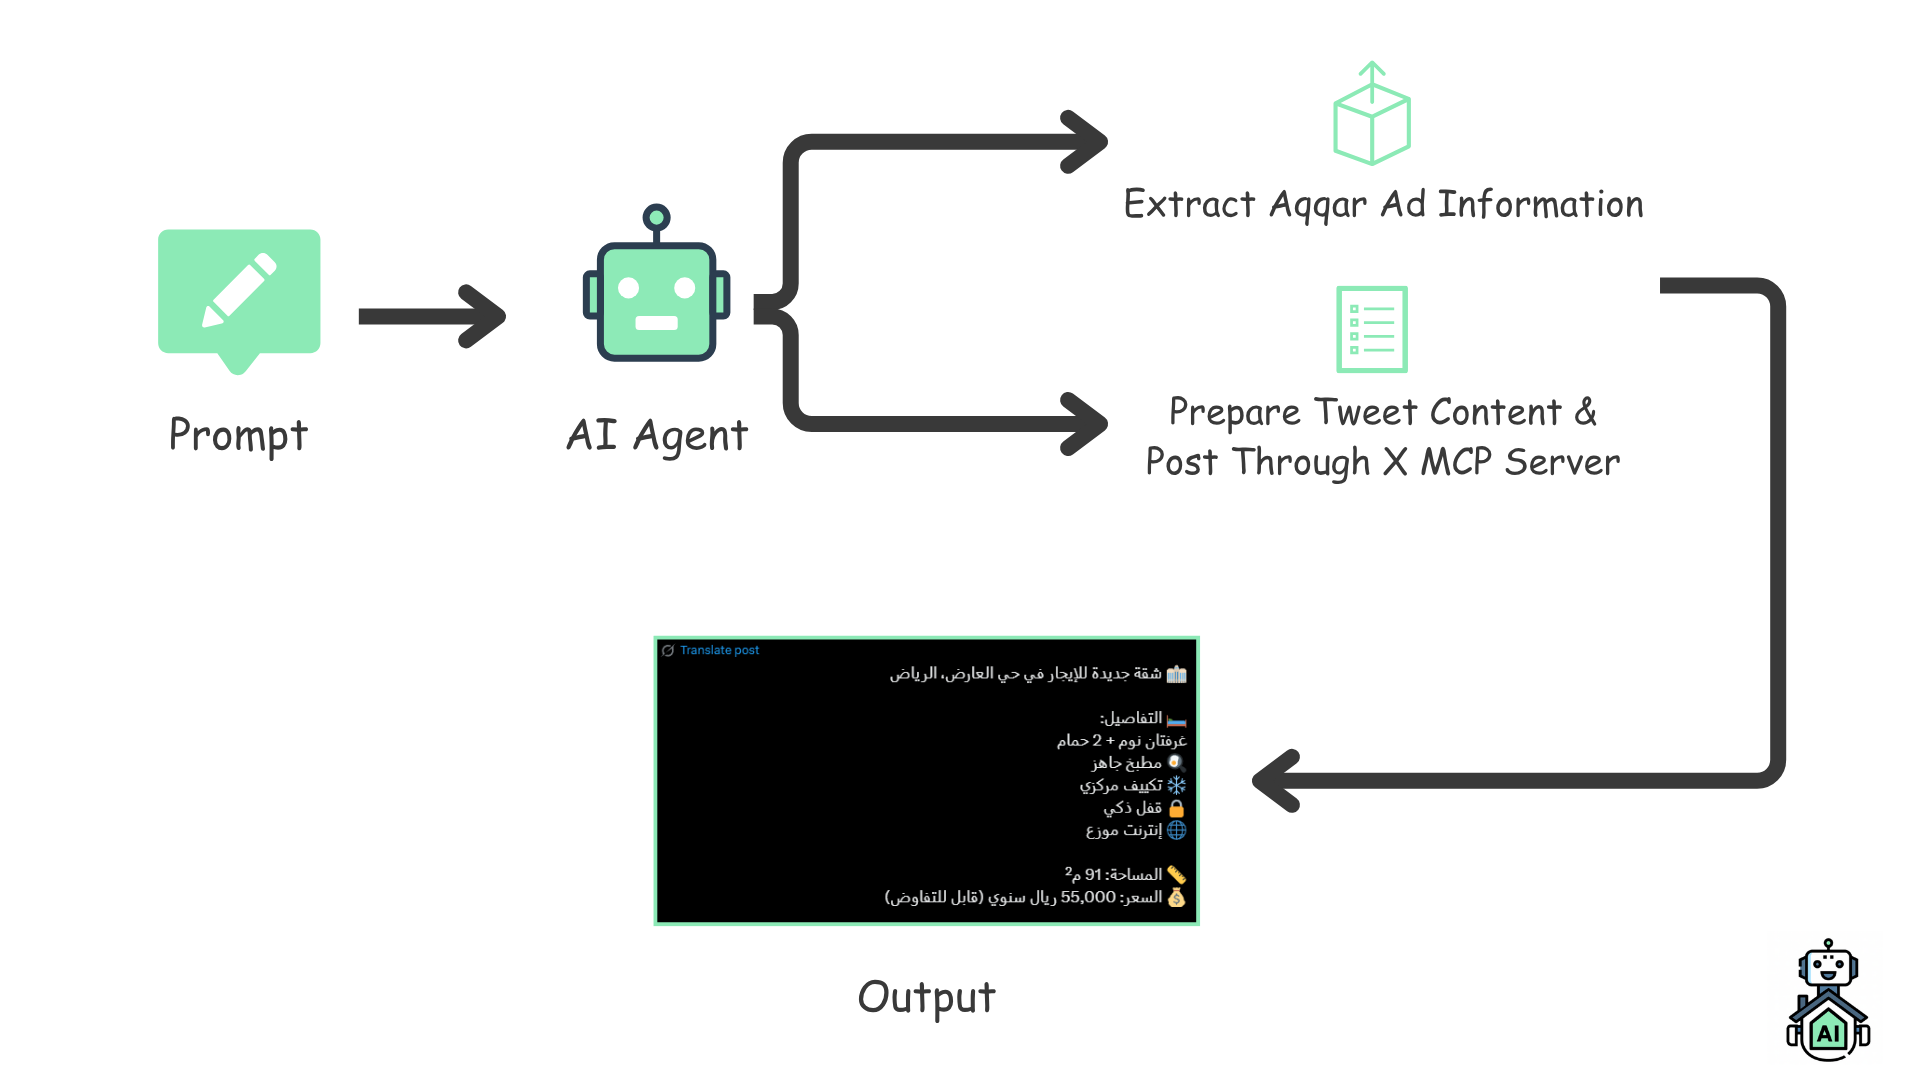 Extract Aqqar Ad Information
Prompt
AI Agent
Prepare Tweet Content &
Post Through X MCP Server
Translate post
شقة جديدة للإيجار في حي العارض، الرياض
التفاصيل:
غرفتان نوم + 2 حمام
مطبخ جاهز
تكييف مركزي
قفل ذكي
إنترنت موزع
المساحة: 91 م²
السعر: 55,000 ريال سنوي (قابل للتفاوض)
Output
AI